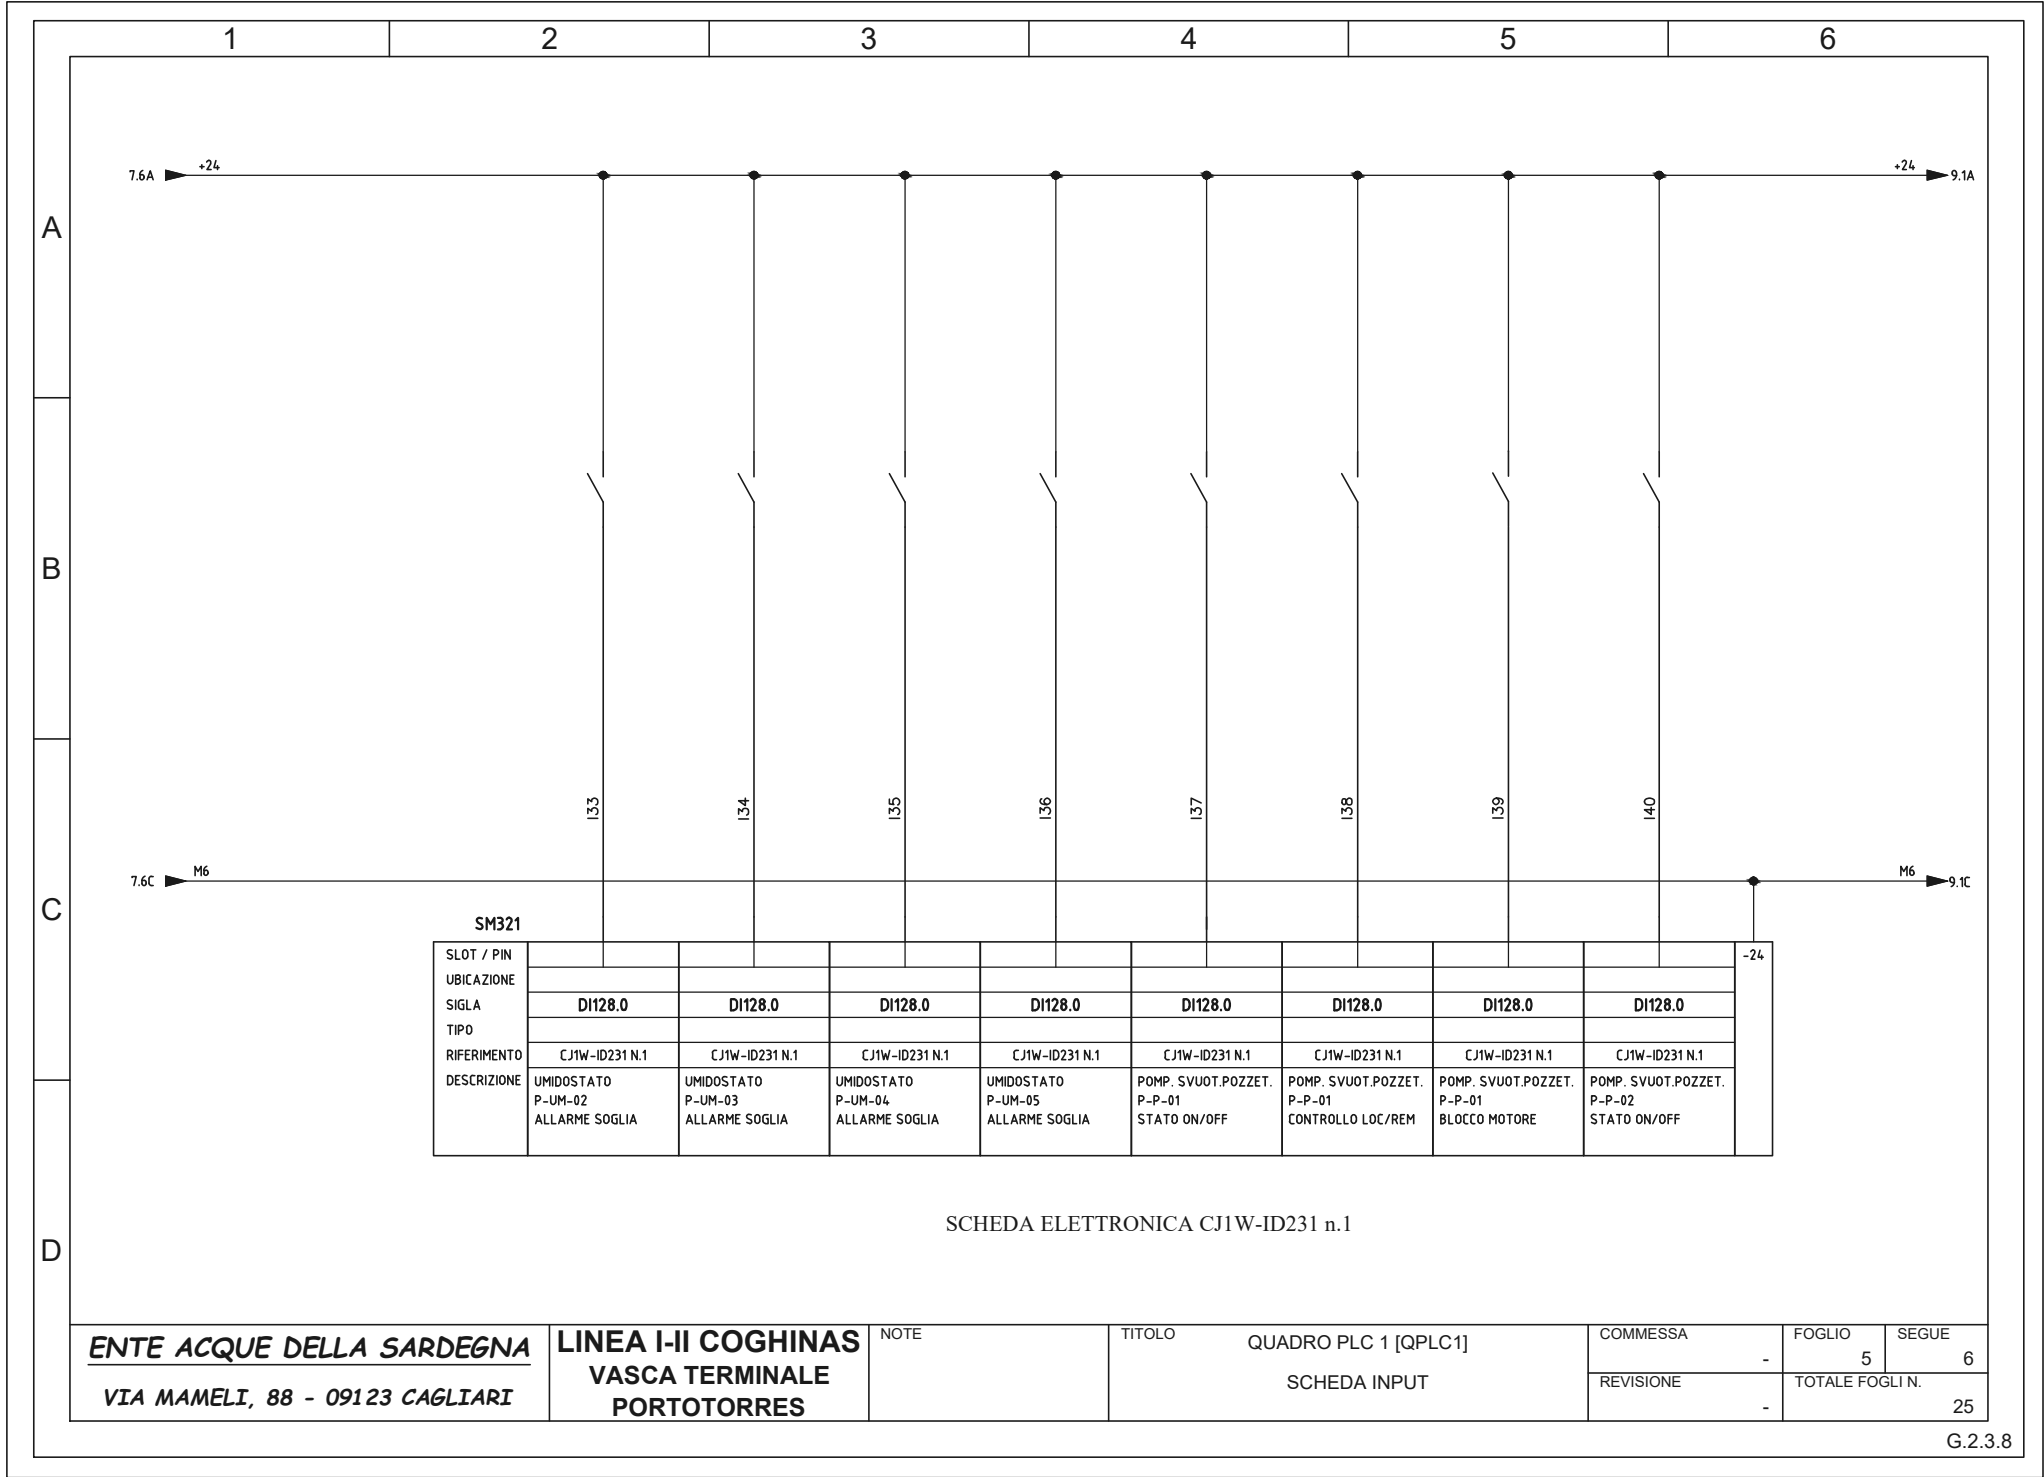 1 2 3 4 5 6
7.6A +24 +24 9.1A
A
B
I33 I34 I35 I36 I37 I38 I39 I40
7.6C M6 M6 9.1C
C
SM321
SLOT / PIN -24
UBICAZIONE
SIGLA DI128.0 DI128.0 DI128.0 DI128.0 DI128.0 DI128.0 DI128.0 DI128.0
TIPO
RIFERIMENTO CJ1W-ID231 N.1 CJ1W-ID231 N.1 CJ1W-ID231 N.1 CJ1W-ID231 N.1 CJ1W-ID231 N.1 CJ1W-ID231 N.1 CJ1W-ID231 N.1 CJ1W-ID231 N.1
DESCRIZIONE UMIDOSTATO UMIDOSTATO UMIDOSTATO UMIDOSTATO POMP. SVUOT.POZZET. POMP. SVUOT.POZZET. POMP. SVUOT.POZZET. POMP. SVUOT.POZZET.
P-UM-02 P-UM-03 P-UM-04 P-UM-05 P-P-01 P-P-01 P-P-01 P-P-02
ALLARME SOGLIA ALLARME SOGLIA ALLARME SOGLIA ALLARME SOGLIA STATO ON/OFF CONTROLLO LOC/REM BLOCCO MOTORE STATO ON/OFF
SCHEDA ELETTRONICA CJ1W-ID231 n.1
D
ENTE ACQUE DELLA SARDEGNA
VIA MAMELI, 88 - 09123 CAGLIARI
LINEA I-II COGHINAS
VASCA TERMINALE
PORTOTORRES
NOTE
TITOLO
QUADRO PLC 1 [QPLC1]
SCHEDA INPUT
COMMESSA
-
REVISIONE
-
FOGLIO
5
SEGUE
6
TOTALE FOGLI N.
25
G.2.3.8